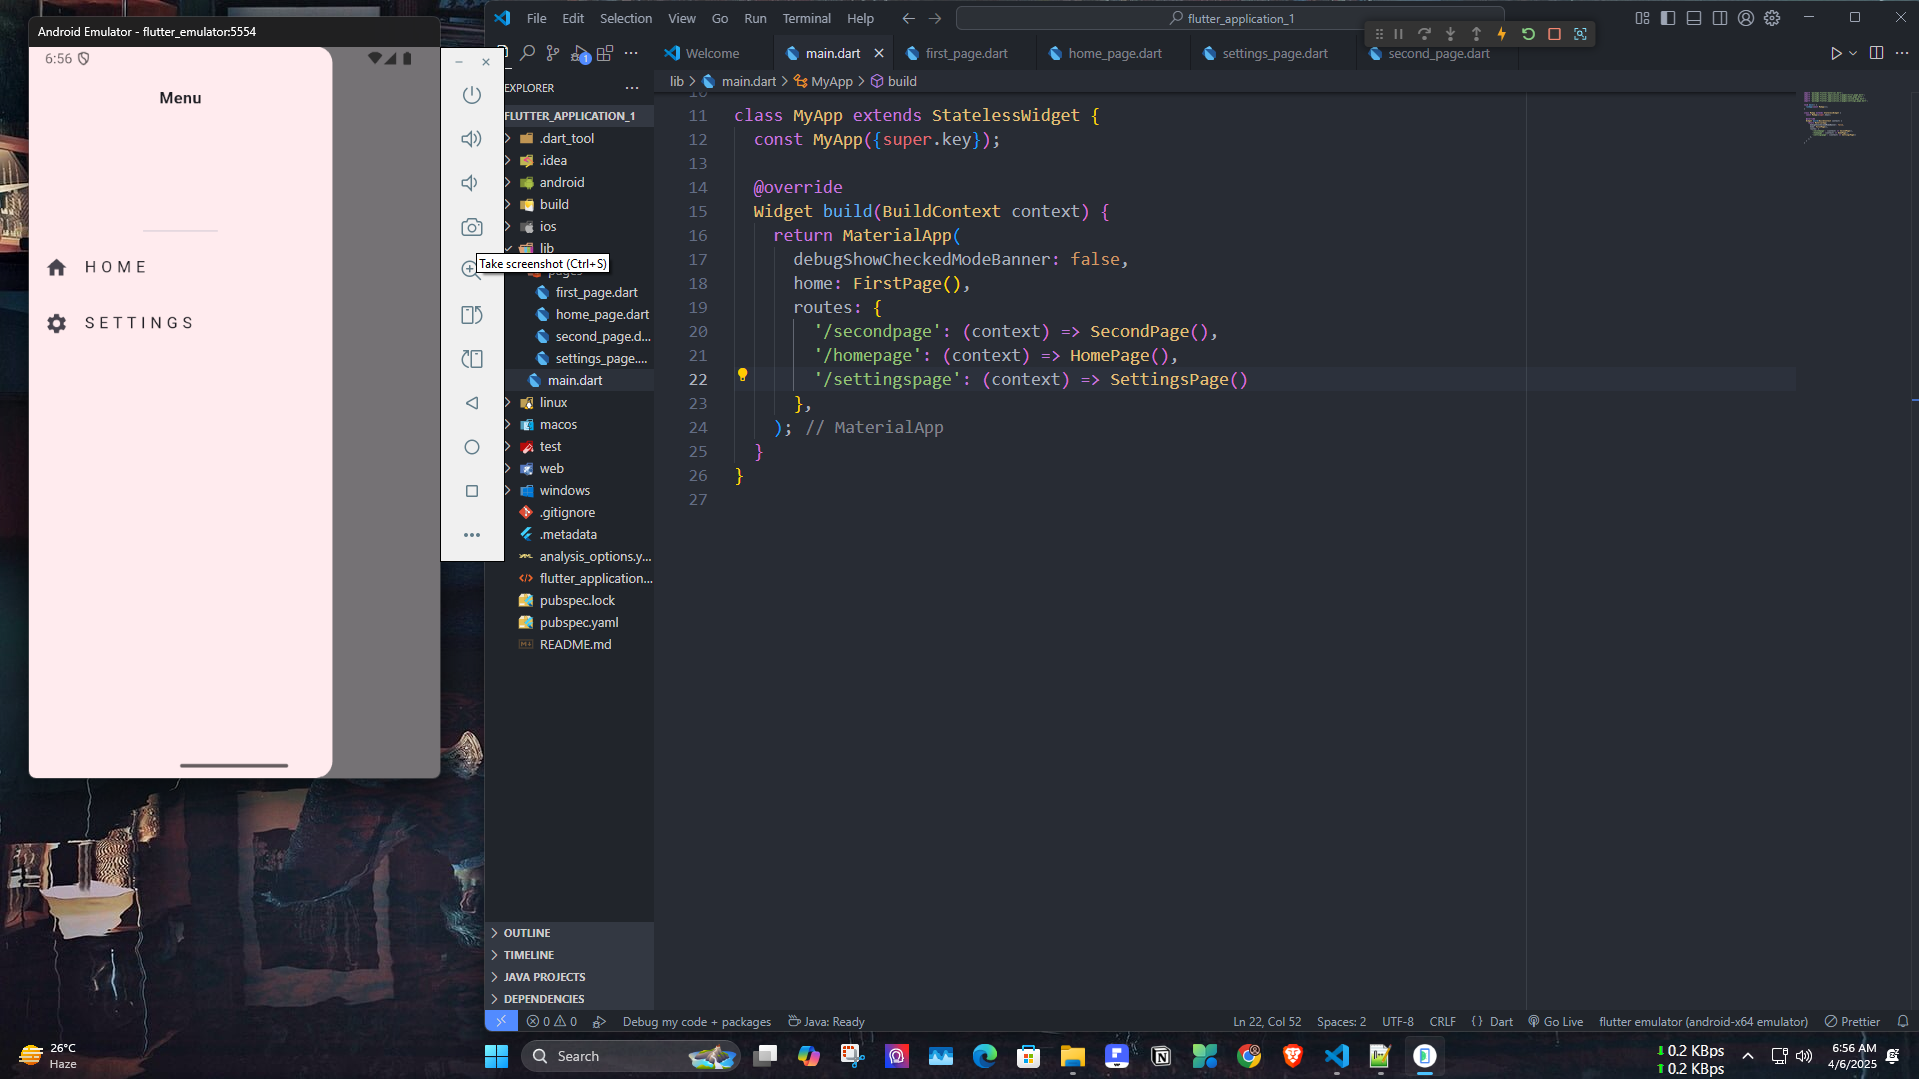 Android Emulator - flutter_emulator:5554
6:56
Menu
HOME
SETTINGS
Take screenshot (Ctrl+S)
File Edit Selection View Go Run Terminal Help
flutter_application_1
1
Welcome
main.dart
first_page.dart
home_page.dart
settings_page.dart
second_page.dart
EXPLORER
lib > main.dart > MyApp > build
FLUTTER_APPLICATION_1
.dart_tool
.idea
android
build
ios
lib
pages
first_page.dart
home_page.dart
second_page.d...
settings_page....
main.dart
linux
macos
test
web
windows
.gitignore
.metadata
analysis_options.y...
flutter_application...
pubspec.lock
pubspec.yaml
README.md
OUTLINE
TIMELINE
JAVA PROJECTS
DEPENDENCIES
10
11 class MyApp extends StatelessWidget {
12 const MyApp({super.key});
13
14 @override
15 Widget build(BuildContext context) {
16 return MaterialApp(
17 debugShowCheckedModeBanner: false,
18 home: FirstPage(),
19 routes: {
20 '/secondpage': (context) => SecondPage(),
21 '/homepage': (context) => HomePage(),
22 '/settingspage': (context) => SettingsPage()
23 },
24 ); // MaterialApp
25 }
26 }
27
0 0 Debug my code + packages Java: Ready Ln 22, Col 52 Spaces: 2 UTF-8 CRLF {} Dart Go Live flutter emulator (android-x64 emulator) Prettier
26°C
Haze
Search
0.2 KBps
0.2 KBps
6:56 AM
4/6/2025